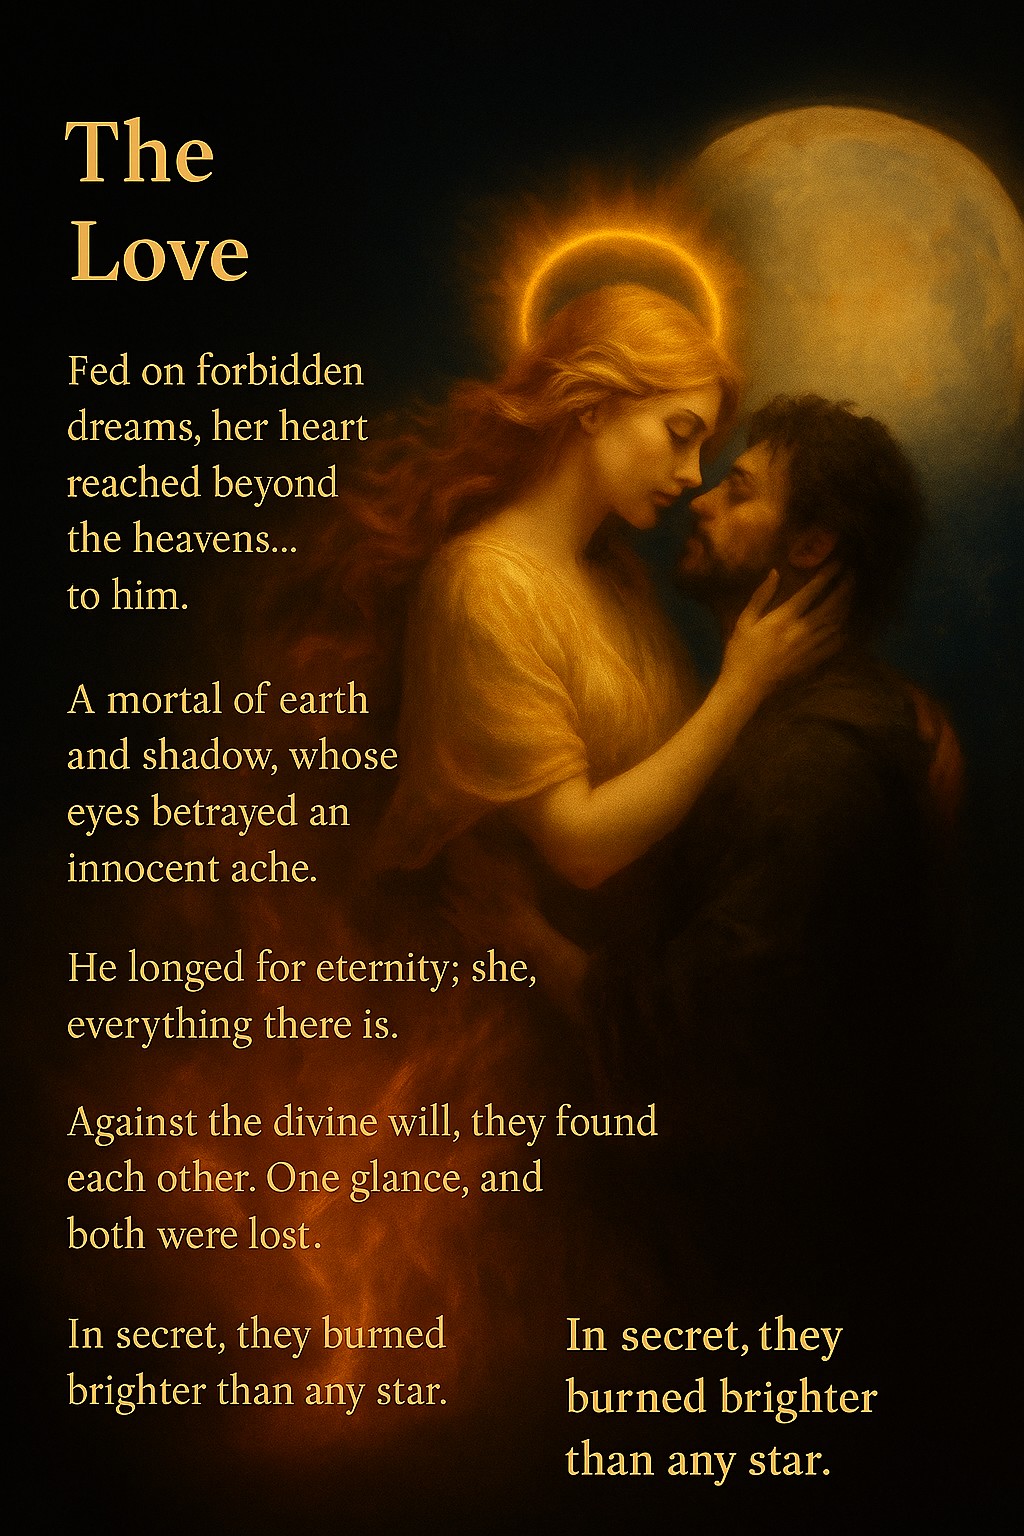 The
Love
Fed on forbidden
dreams, her heart
reached beyond
the heavens...
to him.
A mortal of earth
and shadow, whose
eyes betrayed an
innocent ache.
He longed for eternity; she,
everything there is.
Against the divine will, they found
each other. One glance, and
both were lost.
In secret, they burned
brighter than any star.
In secret, they
burned brighter
than any star.